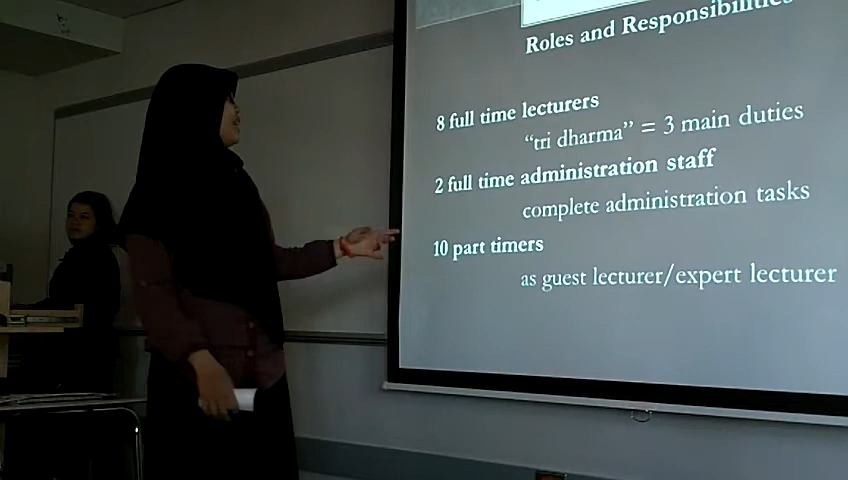 Roles and Responsibilities
8 full time lecturers
“tri dharma” = 3 main duties
2 full time administration staff
complete administration tasks
10 part timers
as guest lecturer/expert lecturer